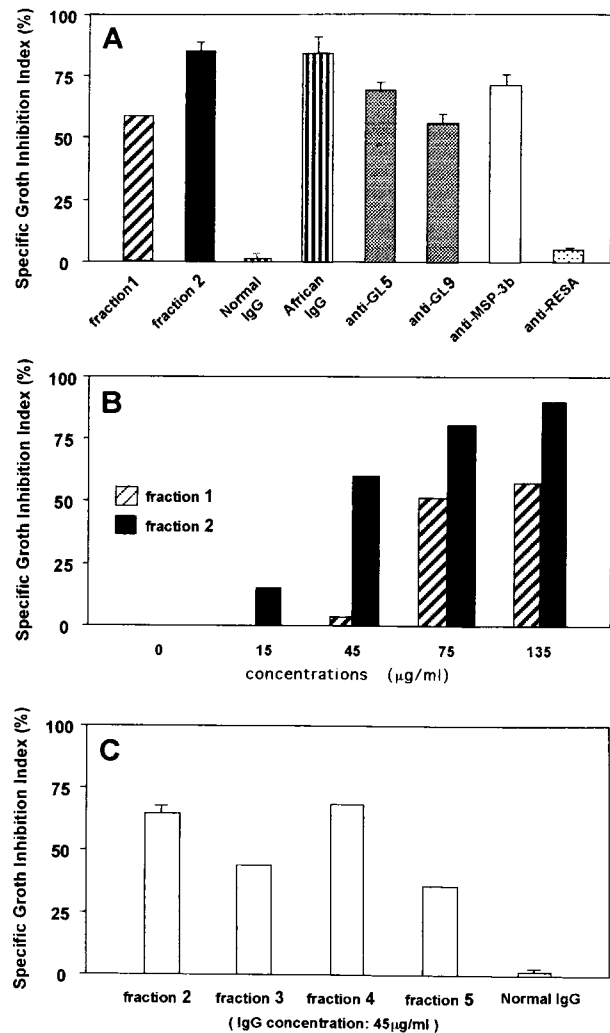 A
Specific Groth Inhibition Index (%)
100
75
50
25
0
fraction1
fraction 2
Normal IgG
African IgG
anti-GL5
anti-GL9
anti-MSP-3b
anti-RESA
B
Specific Groth Inhibition Index (%)
100
75
50
25
0
fraction 1
fraction 2
0 15 45 75 135
concentrations (μg/ml)
C
Specific Groth Inhibition Index (%)
100
75
50
25
0
fraction 2 fraction 3 fraction 4 fraction 5 Normal IgG
( IgG concentration: 45μg/ml )